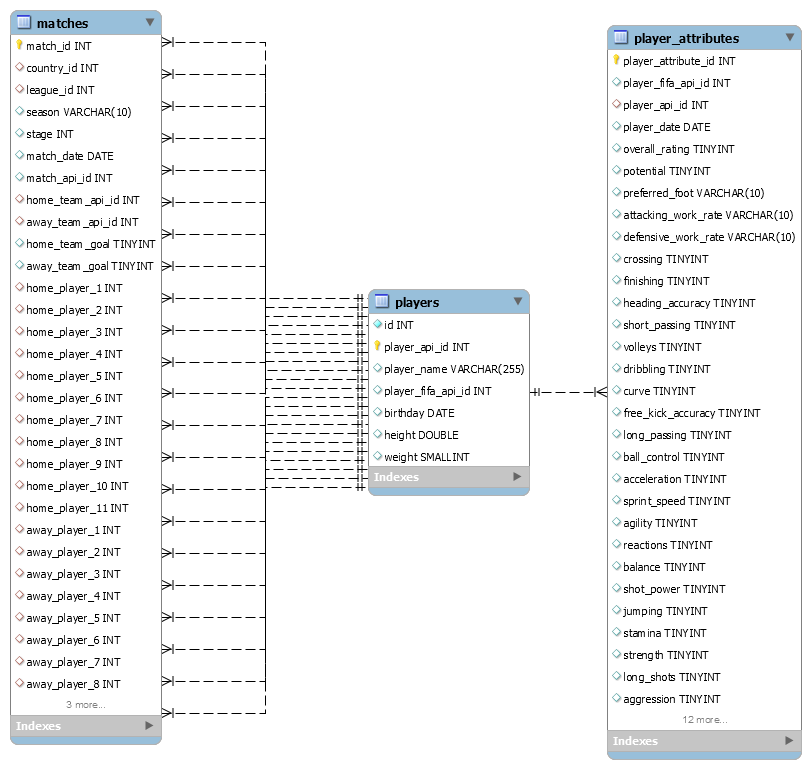 matches
match_id INT
country_id INT
league_id INT
season VARCHAR(10)
stage INT
match_date DATE
match_api_id INT
home_team_api_id INT
away_team_api_id INT
home_team_goal TINYINT
away_team_goal TINYINT
home_player_1 INT
home_player_2 INT
home_player_3 INT
home_player_4 INT
home_player_5 INT
home_player_6 INT
home_player_7 INT
home_player_8 INT
home_player_9 INT
home_player_10 INT
home_player_11 INT
away_player_1 INT
away_player_2 INT
away_player_3 INT
away_player_4 INT
away_player_5 INT
away_player_6 INT
away_player_7 INT
away_player_8 INT
3 more...
Indexes
players
id INT
player_api_id INT
player_name VARCHAR(255)
player_fifa_api_id INT
birthday DATE
height DOUBLE
weight SMALLINT
Indexes
player_attributes
player_attribute_id INT
player_fifa_api_id INT
player_api_id INT
player_date DATE
overall_rating TINYINT
potential TINYINT
preferred_foot VARCHAR(10)
attacking_work_rate VARCHAR(10)
defensive_work_rate VARCHAR(10)
crossing TINYINT
finishing TINYINT
heading_accuracy TINYINT
short_passing TINYINT
volleys TINYINT
dribbling TINYINT
curve TINYINT
free_kick_accuracy TINYINT
long_passing TINYINT
ball_control TINYINT
acceleration TINYINT
sprint_speed TINYINT
agility TINYINT
reactions TINYINT
balance TINYINT
shot_power TINYINT
jumping TINYINT
stamina TINYINT
strength TINYINT
long_shots TINYINT
aggression TINYINT
12 more...
Indexes